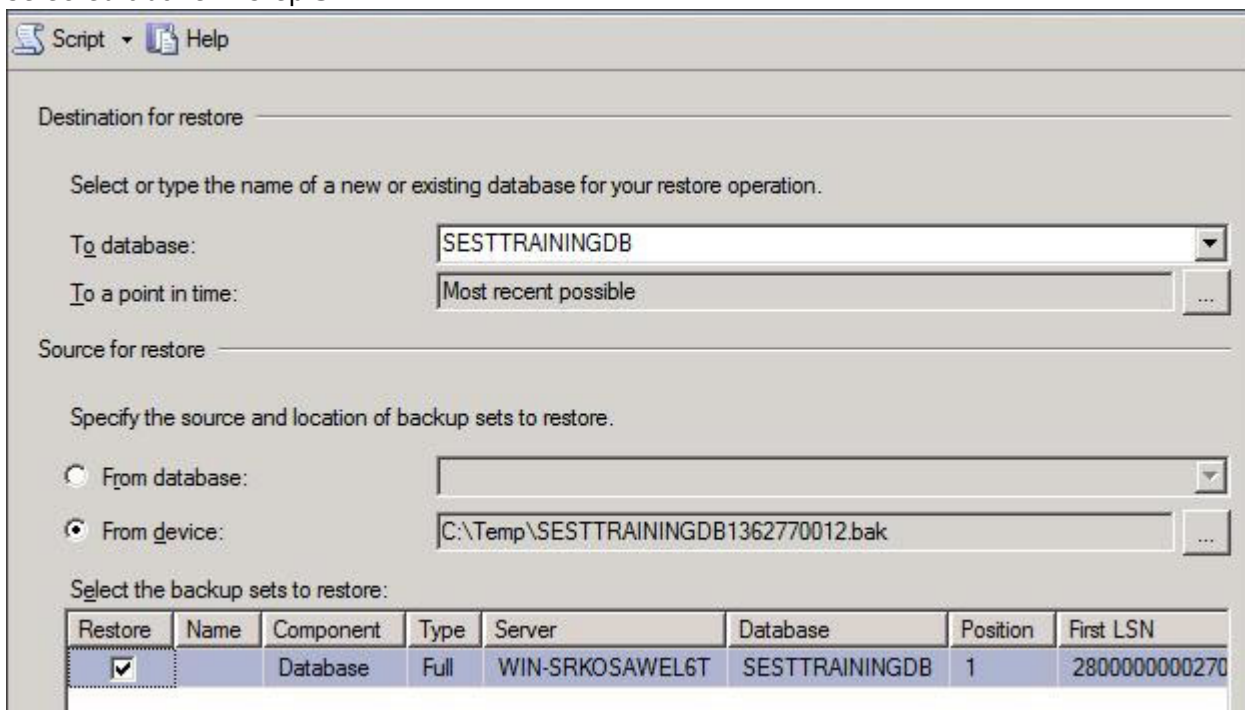 Script Help
Destination for restore
Select or type the name of a new or existing database for your restore operation.
To database: SESTTRAININGDB
To a point in time: Most recent possible ...
Source for restore
Specify the source and location of backup sets to restore.
From database:
From device: C:\Temp\SESTTRAININGDB1362770012.bak ...
Select the backup sets to restore:
Restore Name Component Type Server Database Position First LSN
Database Full WIN-SRKOSAWEL6T SESTTRAININGDB 1 2800000000270